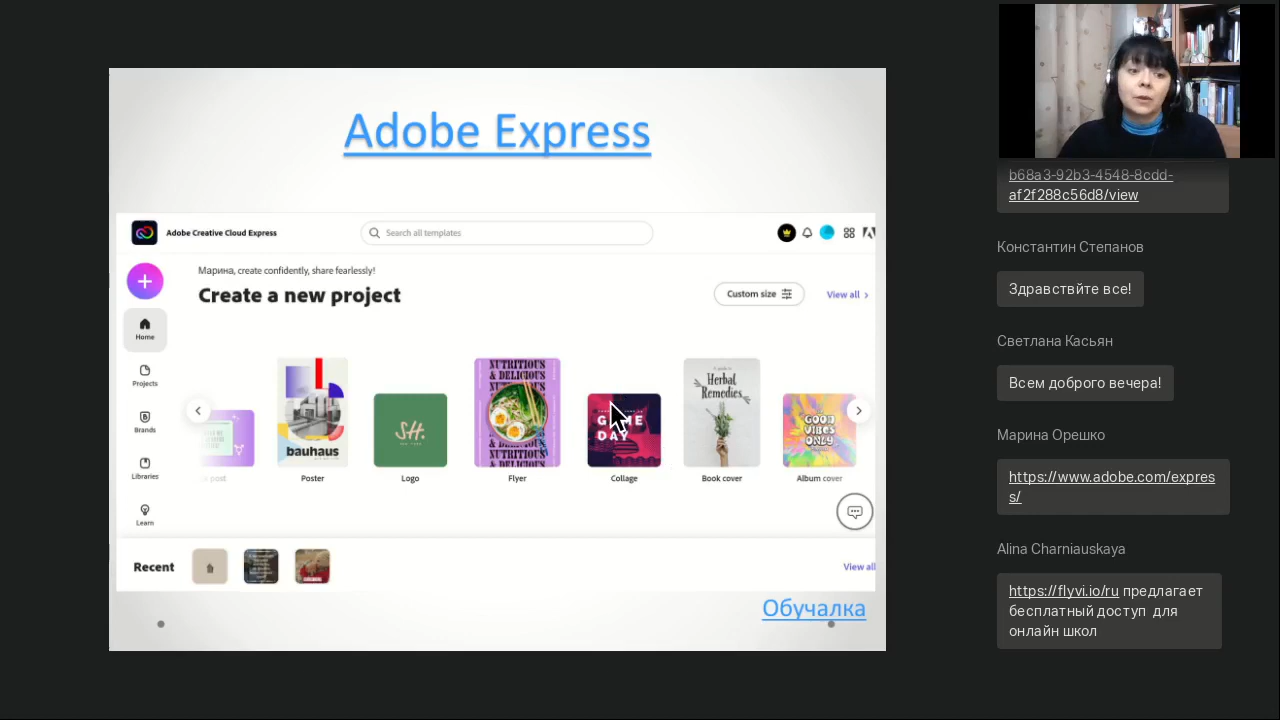 Adobe Express
Adobe Creative Cloud Express
Search all templates
Марина, create confidently, share fearlessly!
Create a new project
Custom size
View all
Home
Projects
Brands
Libraries
Learn
post
bauhaus
Poster
SH.
Logo
NUTRITIOUS
& DELICIOUS
Flyer
GAME
DAY
Collage
Herbal
Remedies
Book cover
GOOD
VIBES
ONLY
Album cover
Recent
View all
Обучалка
b68a3-92b3-4548-8cdd-
af2f288c56d8/view
Константин Степанов
Здравствйте все!
Светлана Касьян
Всем доброго вечера!
Марина Орешко
https://www.adobe.com/expres
s/
Alina Charniauskaya
https://flyvi.io/ru предлагает
бесплатный доступ для
онлайн школ